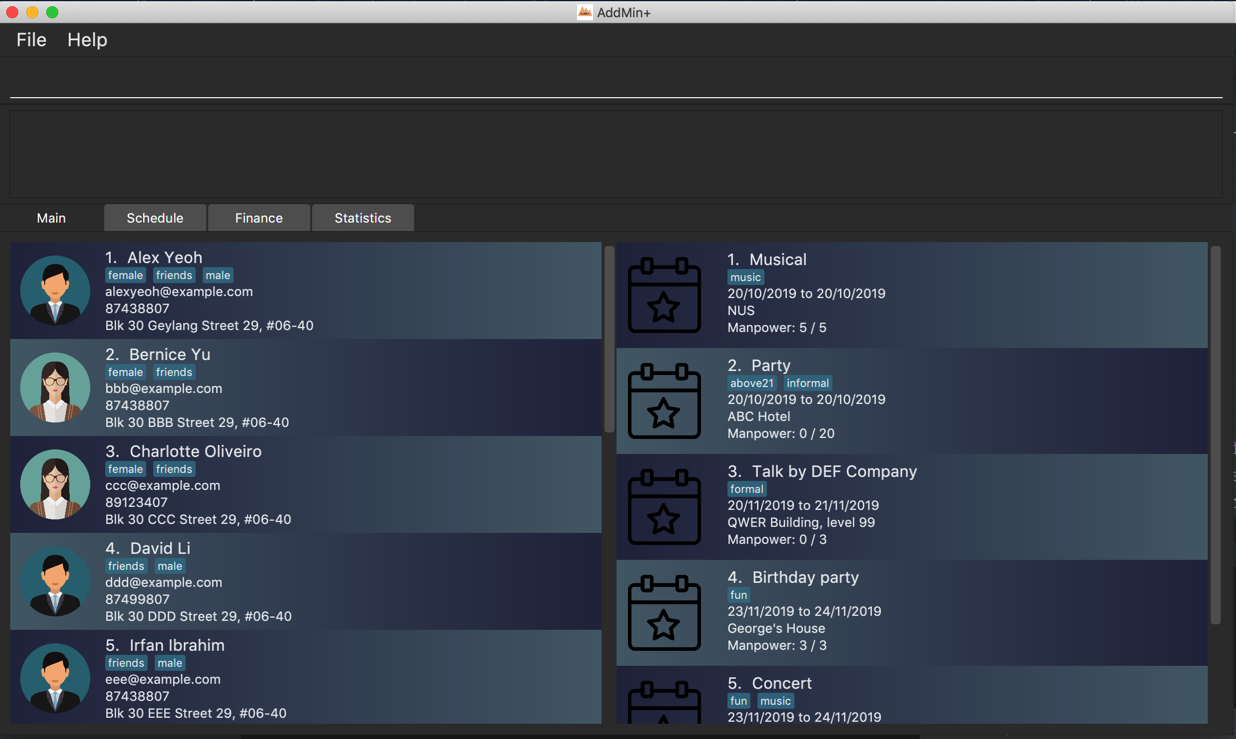 AddMin+
File Help
Main Schedule Finance Statistics
1. Alex Yeoh
female friends male
alexyeoh@example.com
87438807
Blk 30 Geylang Street 29, #06-40
2. Bernice Yu
female friends
bbb@example.com
87438807
Blk 30 BBB Street 29, #06-40
3. Charlotte Oliveiro
female friends
ccc@example.com
89123407
Blk 30 CCC Street 29, #06-40
4. David Li
friends male
ddd@example.com
87499807
Blk 30 DDD Street 29, #06-40
5. Irfan Ibrahim
friends male
eee@example.com
87438807
Blk 30 EEE Street 29, #06-40
1. Musical
music
20/10/2019 to 20/10/2019
NUS
Manpower: 5 / 5
2. Party
above21 informal
20/10/2019 to 20/10/2019
ABC Hotel
Manpower: 0 / 20
3. Talk by DEF Company
formal
20/11/2019 to 21/11/2019
QWER Building, level 99
Manpower: 0 / 3
4. Birthday party
fun
23/11/2019 to 24/11/2019
George's House
Manpower: 3 / 3
5. Concert
fun music
23/11/2019 to 24/11/2019